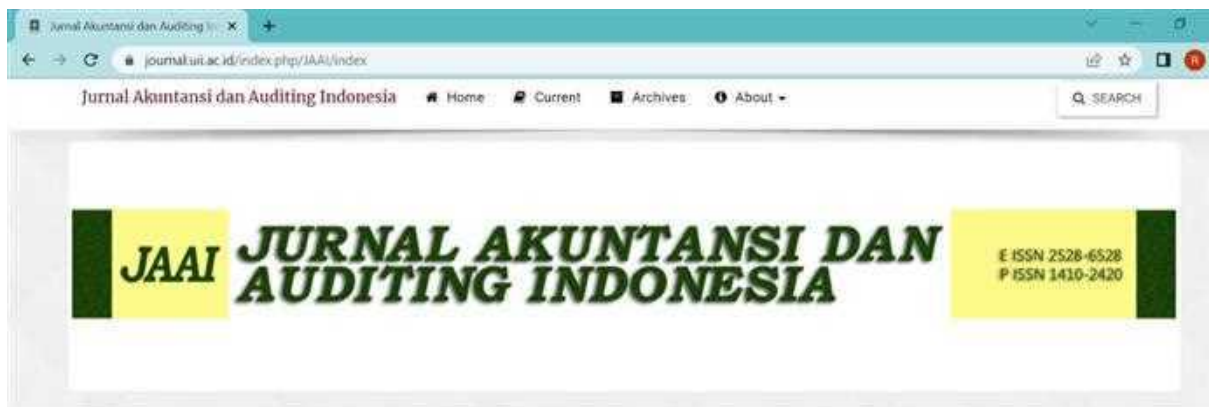 Jurnal Akuntansi dan Auditing In
journal.uii.ac.id/index.php/JAAI/index
R
Jurnal Akuntansi dan Auditing Indonesia Home Current Archives About SEARCH
JAAI
JURNAL AKUNTANSI DAN
AUDITING INDONESIA
E ISSN 2528-6528
P ISSN 1410-2420